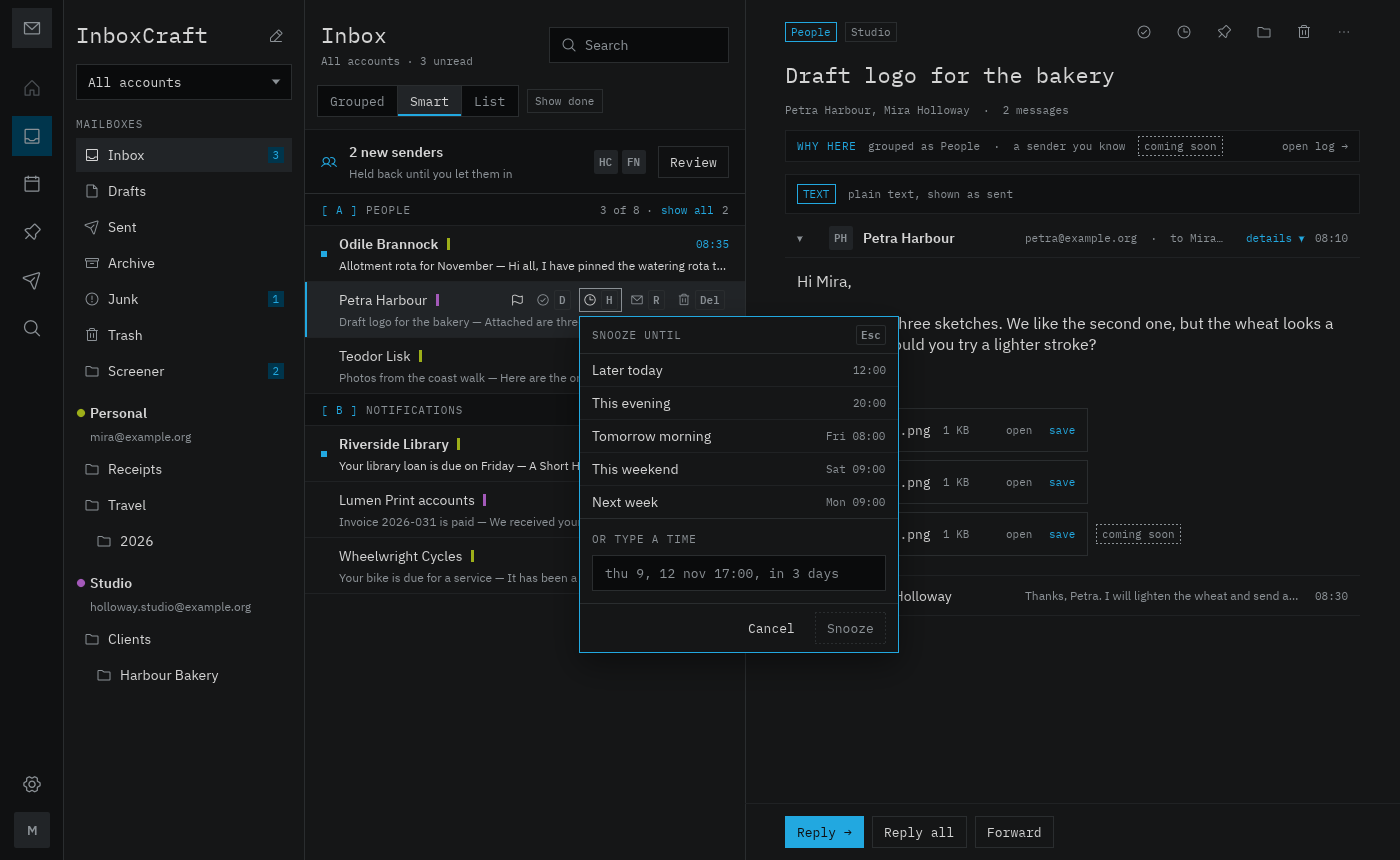 InboxCraft
All accounts
MAILBOXES
Inbox 3
Drafts
Sent
Archive
Junk 1
Trash
Screener 2
Personal
mira@example.org
Receipts
Travel
2026
Studio
holloway.studio@example.org
Clients
Harbour Bakery
M
Inbox
All accounts · 3 unread
Search
Grouped Smart List Show done
2 new senders
Held back until you let them in
HC FN Review
[ A ] PEOPLE 3 of 8 · show all 2
Odile Brannock 08:35
Allotment rota for November — Hi all, I have pinned the watering rota t…
Petra Harbour D H R Del
Draft logo for the bakery — Attached are thre
Teodor Lisk
Photos from the coast walk — Here are the
[ B ] NOTIFICATIONS
Riverside Library
Your library loan is due on Friday — A Short H
Lumen Print accounts
Invoice 2026-031 is paid — We received your
Wheelwright Cycles
Your bike is due for a service — It has been a
SNOOZE UNTIL Esc
Later today 12:00
This evening 20:00
Tomorrow morning Fri 08:00
This weekend Sat 09:00
Next week Mon 09:00
OR TYPE A TIME
thu 9, 12 nov 17:00, in 3 days
Cancel Snooze
People Studio
Draft logo for the bakery
Petra Harbour, Mira Holloway · 2 messages
WHY HERE grouped as People · a sender you know coming soon open log →
TEXT plain text, shown as sent
▾ PH Petra Harbour petra@example.org · to Mira… details ▾ 08:10
Hi Mira,
hree sketches. We like the second one, but the wheat looks a
ould you try a lighter stroke?
.png 1 KB open save
.png 1 KB open save
.png 1 KB open save coming soon
Holloway Thanks, Petra. I will lighten the wheat and send a… 08:30
Reply → Reply all Forward